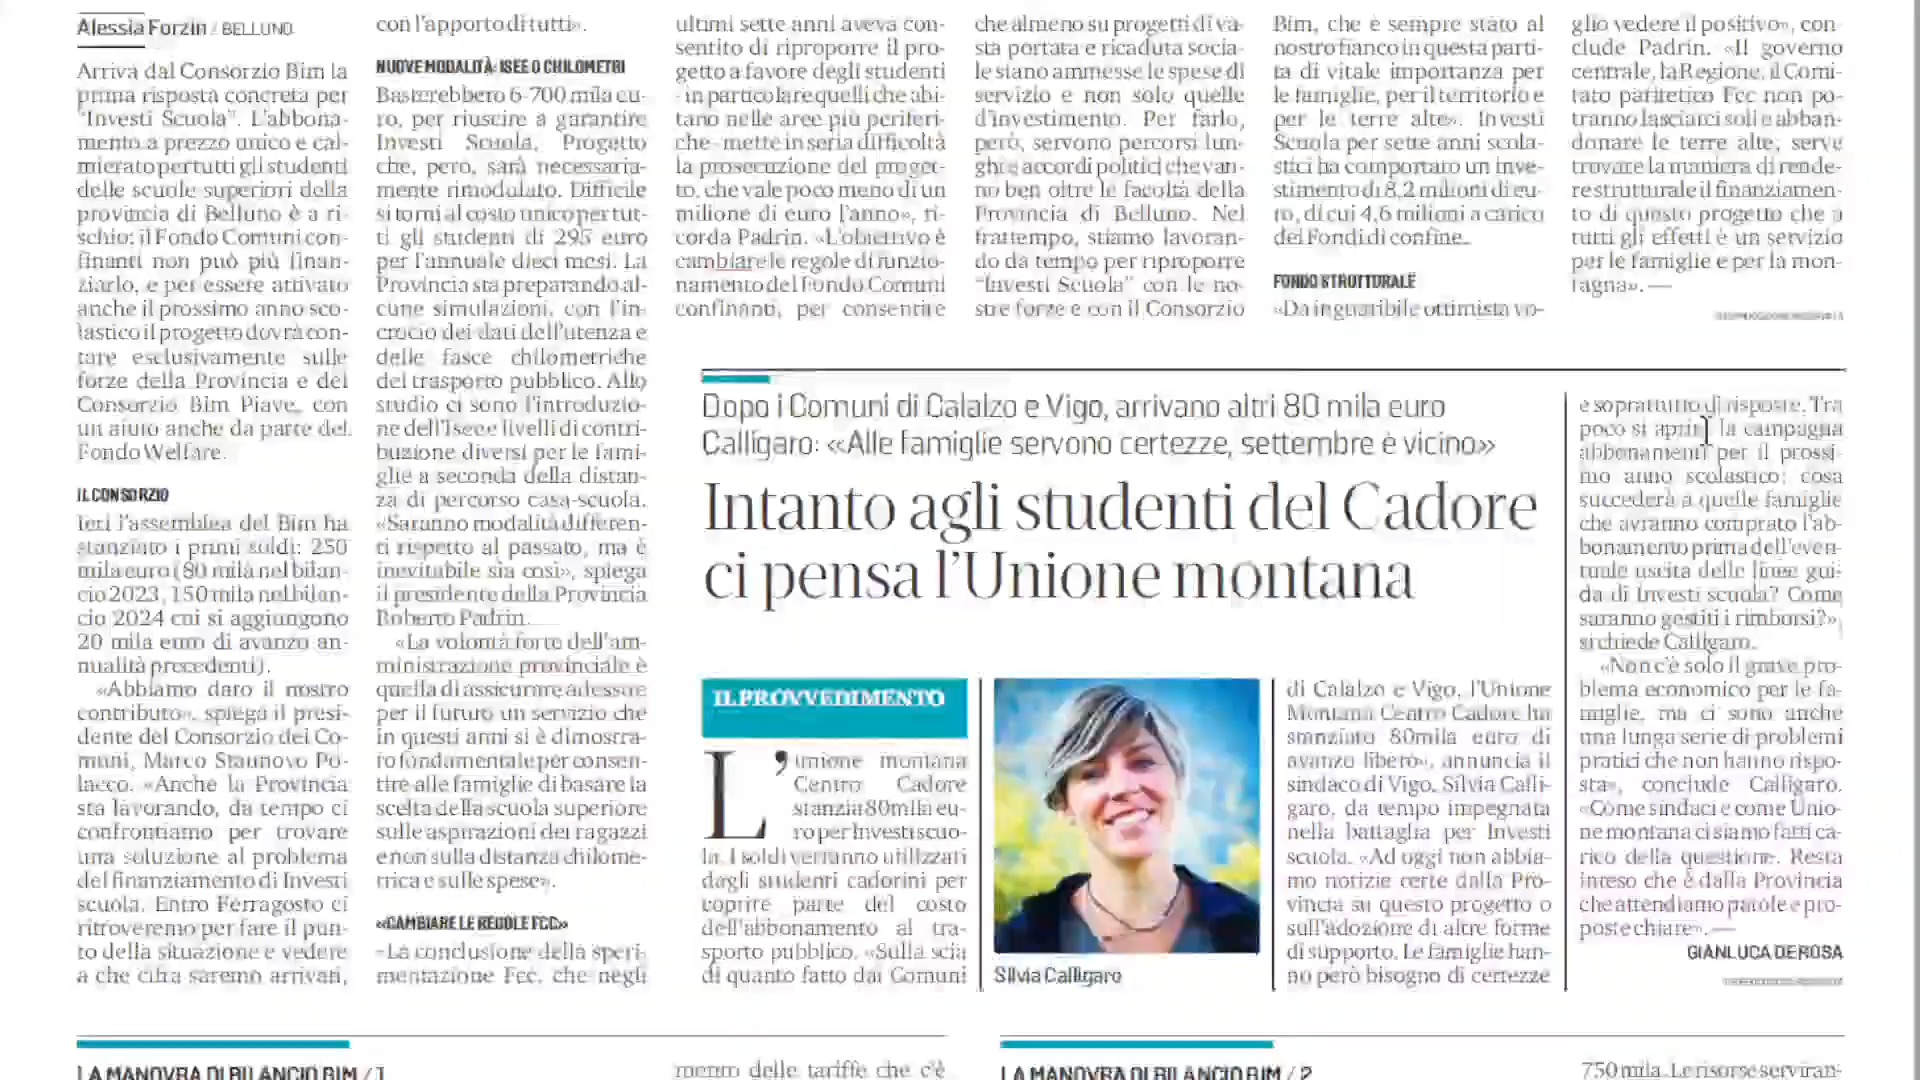 Alessia Forzin / BELLUNO
Arriva dal Consorzio Bim la
prima risposta concreta per
"Investi Scuola". L'abbona-
mento a prezzo unico e cal-
mierato per tutti gli studenti
delle scuole superiori della
provincia di Belluno è a ri-
schio: il Fondo Comuni con-
finanti non può più finan-
ziarlo, e per essere attivato
anche il prossimo anno sco-
lastico il progetto dovrà con-
tare esclusivamente sulle
forze della Provincia e del
Consorzio Bim Piave, con
un aiuto anche da parte del
Fondo Welfare.
IL CONSORZIO
Ieri l'assemblea del Bim ha
stanziato i primi soldi: 250
mila euro (80 mila nel bilan-
cio 2023, 150 mila nel bilan-
cio 2024 cui si aggiungono
20 mila euro di avanzo an-
nualità precedenti).
«Abbiamo dato il nostro
contributo», spiega il presi-
dente del Consorzio dei Co-
muni, Marco Staunovo Po-
lacco. «Anche la Provincia
sta lavorando, da tempo ci
confrontiamo per trovare
una soluzione al problema
del finanziamento di Investi
scuola. Entro Ferragosto ci
ritroveremo per fare il pun-
to della situazione e vedere
a che cifra saremo arrivati,
con l'apporto di tutti».
NUOVE MODALITÀ: ISEE O CHILOMETRI
Basterebbero 6-700 mila eu-
ro, per riuscire a garantire
Investi Scuola. Progetto
che, però, sarà necessaria-
mente rimodulato. Difficile
si torni al costo unico per tut-
ti gli studenti di 295 euro
per l'annuale dieci mesi. La
Provincia sta preparando al-
cune simulazioni, con l'in-
crocio dei dati dell'utenza e
delle fasce chilometriche
del trasporto pubblico. Allo
studio ci sono l'introduzio-
ne dell'Isee e livelli di contri-
buzione diversi per le fami-
glie a seconda della distan-
za di percorso casa-scuola.
«Saranno modalità differen-
ti rispetto al passato, ma è
inevitabile sia così», spiega
il presidente della Provincia
Roberto Padrin.
«La volontà forte dell'am-
ministrazione provinciale è
quella di assicurare adesso e
per il futuro un servizio che
in questi anni si è dimostra-
to fondamentale per consen-
tire alle famiglie di basare la
scelta della scuola superiore
sulle aspirazioni dei ragazzi
e non sulla distanza chilome-
trica e sulle spese».
«CAMBIARE LE REGOLE FCC»
«La conclusione della speri-
mentazione Fcc, che negli
ultimi sette anni aveva con-
sentito di riproporre il pro-
getto a favore degli studenti
- in particolare quelli che abi-
tano nelle aree più periferi-
che - mette in seria difficoltà
la prosecuzione del proget-
to, che vale poco meno di un
milione di euro l'anno», ri-
corda Padrin. «L'obiettivo è
cambiare le regole di funzio-
namento del Fondo Comuni
confinanti, per consentire
che almeno su progetti di va-
sta portata e ricaduta socia-
le siano ammesse le spese di
servizio e non solo quelle
d'investimento. Per farlo,
però, servono percorsi lun-
ghi e accordi politici che van-
no ben oltre le facoltà della
Provincia di Belluno. Nel
frattempo, stiamo lavoran-
do da tempo per riproporre
"Investi Scuola" con le no-
stre forze e con il Consorzio
Bim, che è sempre stato al
nostro fianco in questa parti-
ta di vitale importanza per
le famiglie, per il territorio e
per le terre alte». Investi
Scuola per sette anni scola-
stici ha comportato un inve-
stimento di 8,2 milioni di eu-
ro, di cui 4,6 milioni a carico
dei Fondi di confine.
FONDO STRUTTURALE
«Da inguaribile ottimista vo-
glio vedere il positivo», con-
clude Padrin. «Il governo
centrale, la Regione, il Comi-
tato paritetico Fcc non po-
tranno lasciarci soli e abban-
donare le terre alte, serve
trovare la maniera di rende-
re strutturale il finanziamen-
to di questo progetto che a
tutti gli effetti è un servizio
per le famiglie e per la mon-
tagna». —
Dopo i Comuni di Calalzo e Vigo, arrivano altri 80 mila euro
Calligaro: «Alle famiglie servono certezze, settembre è vicino»
Intanto agli studenti del Cadore
ci pensa l'Unione montana
IL PROVVEDIMENTO
L'unione montana
Centro Cadore
stanzia 80mila eu-
ro per Investi scuo-
la. I soldi verranno utilizzati
dagli studenti cadorini per
coprire parte del costo
dell'abbonamento al tra-
sporto pubblico. «Sulla scia
di quanto fatto dai Comuni
Silvia Calligaro
di Calalzo e Vigo, l'Unione
Montana Centro Cadore ha
stanziato 80mila euro di
avanzo libero», annuncia il
sindaco di Vigo, Silvia Calli-
garo, da tempo impegnata
nella battaglia per Investi
scuola. «Ad oggi non abbia-
mo notizie certe dalla Pro-
vincia su questo progetto o
sull'adozione di altre forme
di supporto. Le famiglie han-
no però bisogno di certezze
e soprattutto di risposte. Tra
poco si aprirà la campagna
abbonamenti per il prossi-
mo anno scolastico: cosa
succederà a quelle famiglie
che avranno comprato l'ab-
bonamento prima dell'even-
tuale uscita delle linee gui-
da di Investi scuola? Come
saranno gestiti i rimborsi?»,
si chiede Calligaro.
«Non c'è solo il grave pro-
blema economico per le fa-
miglie, ma ci sono anche
una lunga serie di problemi
pratici che non hanno rispo-
sta», conclude Calligaro.
«Come sindaci e come Unio-
ne montana ci siamo fatti ca-
rico della questione. Resta
inteso che è dalla Provincia
che attendiamo parole e pro-
poste chiare». —
GIANLUCA DE ROSA
LA MANOVRA DI BILANCIO BIM / 1
mento delle tariffe che c'è
LA MANOVRA DI BILANCIO BIM / 2
750 mila. Le risorse serviran-